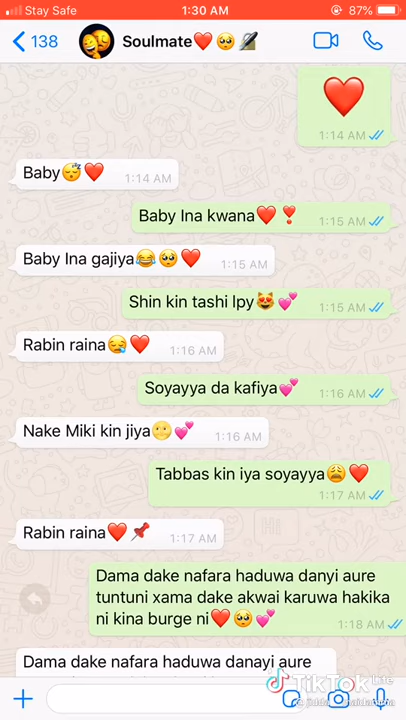 Stay Safe
1:30 AM
87%
138
Soulmate❤️🥺🎤
❤️
1:14 AM
Baby😴❤️
1:14 AM
Baby Ina kwana❤️❣️
1:15 AM
Baby Ina gajiya😂🥺❤️
1:15 AM
Shin kin tashi lpy😻💕
1:15 AM
Rabin raina😪❤️
1:16 AM
Soyayya da kafiya💕
1:16 AM
Nake Miki kin jiya😬💕
1:16 AM
Tabbas kin iya soyayya😩❤️
1:17 AM
Rabin raina❤️📌
1:17 AM
Dama dake nafara haduwa danyi aure
tuntuni xama dake akwai karuwa hakika
ni kina burge ni❤️🥺💕
1:18 AM
Dama dake nafara haduwa danayi aure
TikTok Lite